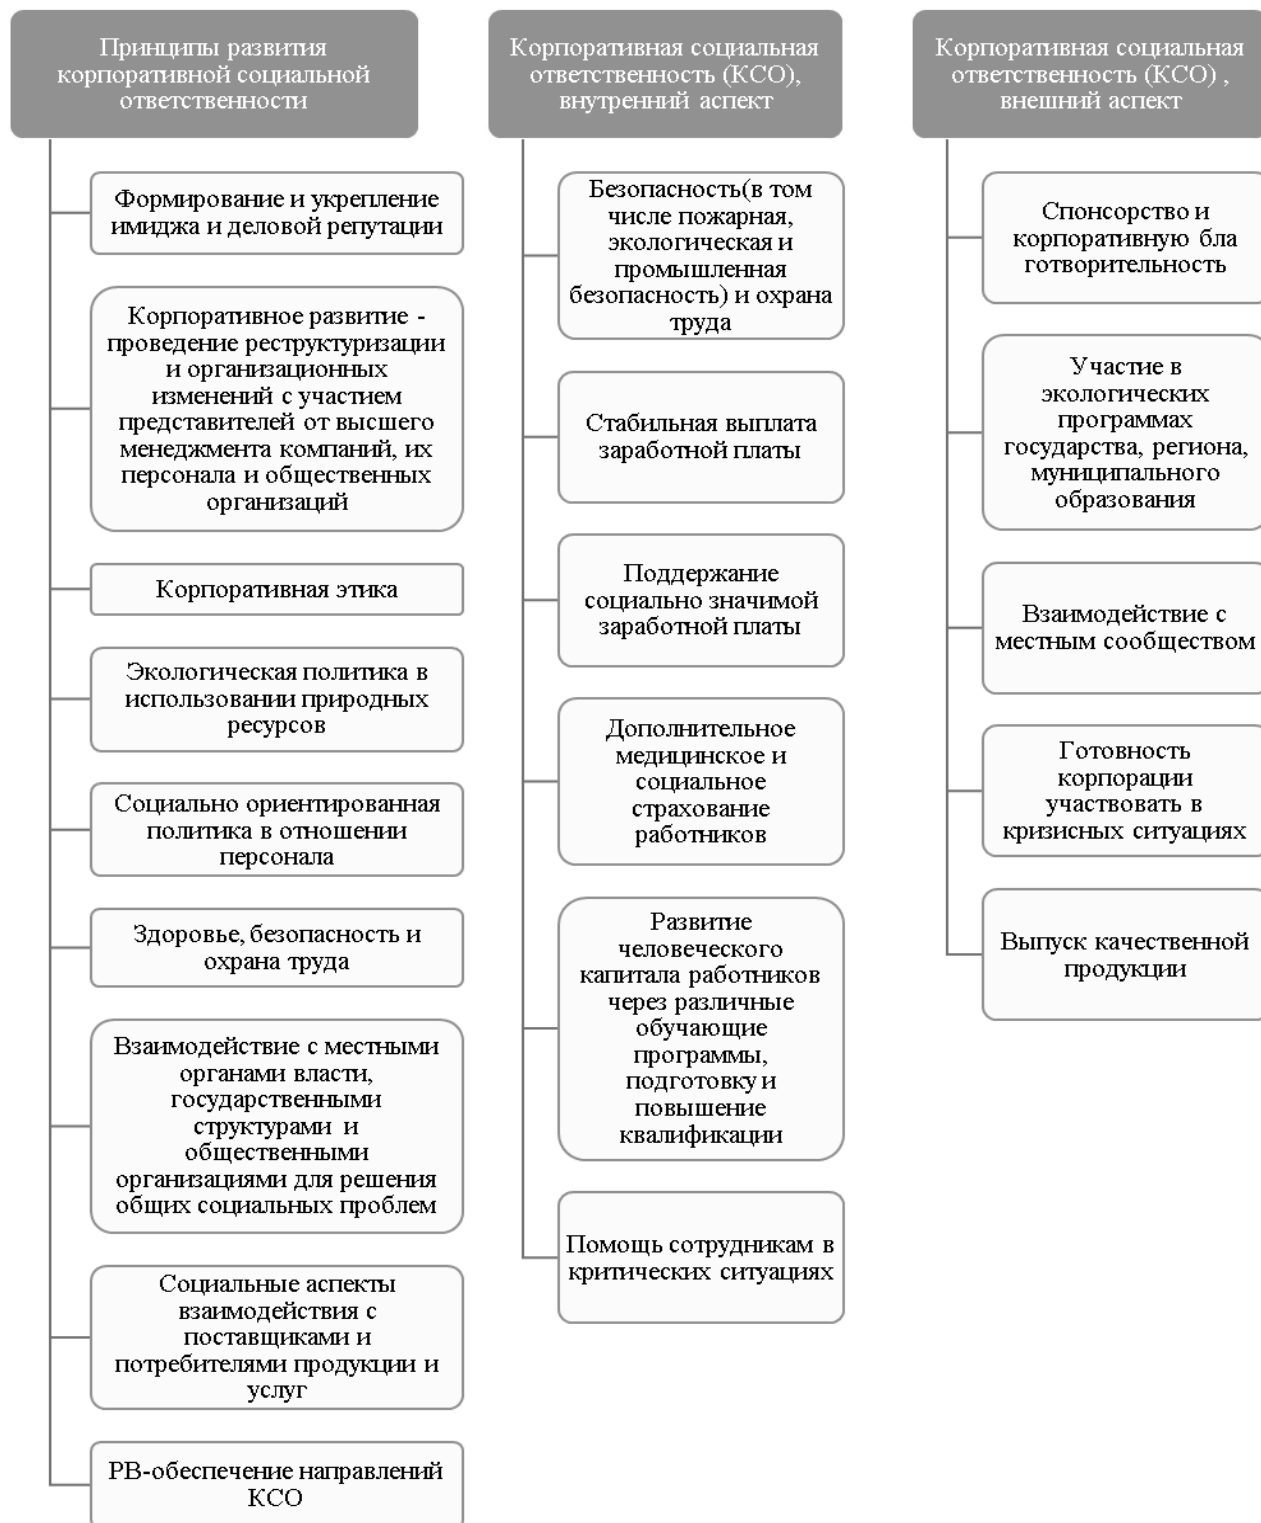 Принципы развития
корпоративной социальной
ответственности
Формирование и укрепление
имиджа и деловой репутации
Корпоративное развитие -
проведение реструктуризации
и организационных
изменений с участием
представителей от высшего
менеджмента компаний, их
персонала и общественных
организаций
Корпоративная этика
Экологическая политика в
использовании природных
ресурсов
Социально ориентированная
политика в отношении
персонала
Здоровье, безопасность и
охрана труда
Взаимодействие с местными
органами власти,
государственными
структурами и
общественными
организациями для решения
общих социальных проблем
Социальные аспекты
взаимодействия с
поставщиками и
потребителями продукции и
услуг
РВ-обеспечение направлений
КСО
Корпоративная социальная
ответственность (КСО),
внутренний аспект
Безопасность(в том
числе пожарная,
экологическая и
промышленная
безопасность) и охрана
труда
Стабильная выплата
заработной платы
Поддержание
социально значимой
заработной платы
Дополнительное
медицинское и
социальное
страхование
работников
Развитие
человеческого
капитала работников
через различные
обучающие
программы,
подготовку и
повышение
квалификации
Помощь сотрудникам в
критических ситуациях
Корпоративная социальная
ответственность (КСО) ,
внешний аспект
Спонсорство и
корпоративную бла
готворительность
Участие в
экологических
программах
государства, региона,
муниципального
образования
Взаимодействие с
местным сообществом
Готовность
корпорации
участвовать в
кризисных ситуациях
Выпуск качественной
продукции